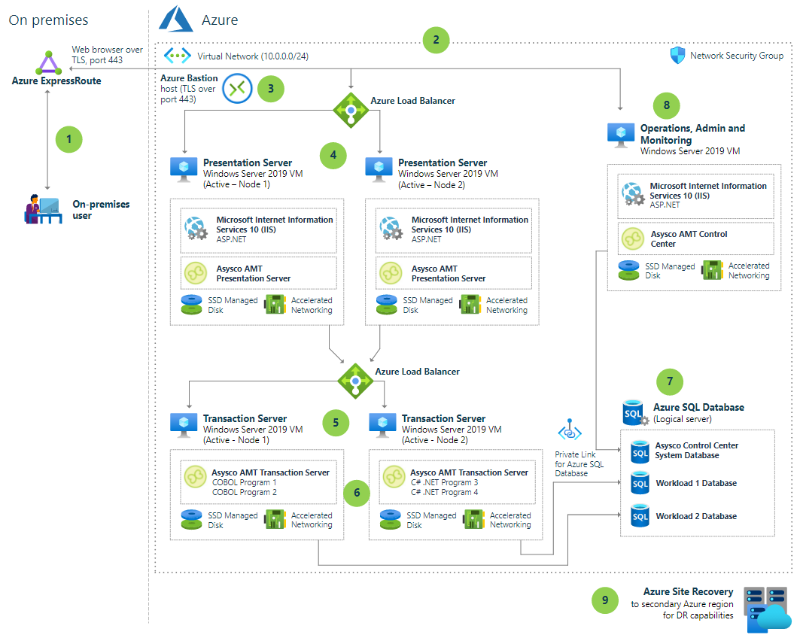 On premises
Azure
Web browser over
TLS, port 443
Azure ExpressRoute
1
On-premises
user
2
Virtual Network (10.0.0.0/24)
Network Security Group
Azure Bastion
host (TLS over
port 443)
3
Azure Load Balancer
4
Presentation Server
Windows Server 2019 VM
(Active – Node 1)
Microsoft Internet Information
Services 10 (IIS)
ASP.NET
Asysco AMT
Presentation Server
SSD Managed
Disk
Accelerated
Networking
Presentation Server
Windows Server 2019 VM
(Active – Node 2)
Microsoft Internet Information
Services 10 (IIS)
ASP.NET
Asysco AMT
Presentation Server
SSD Managed
Disk
Accelerated
Networking
8
Operations, Admin and
Monitoring
Windows Server 2019 VM
Microsoft Internet Information
Services 10 (IIS)
ASP.NET
Asysco AMT Control
Center
SSD Managed
Disk
Accelerated
Networking
Azure Load Balancer
5
Transaction Server
Windows Server 2019 VM
(Active - Node 1)
Asysco AMT Transaction Server
COBOL Program 1
COBOL Program 2
SSD Managed
Disk
Accelerated
Networking
6
Transaction Server
Windows Server 2019 VM
(Active - Node 2)
Asysco AMT Transaction Server
C# .NET Program 3
C# .NET Program 4
SSD Managed
Disk
Accelerated
Networking
Private Link
for Azure SQL
Database
7
SQL
Azure SQL Database
(Logical server)
SQL
Asysco Control Center
System Database
SQL
Workload 1 Database
SQL
Workload 2 Database
9
Azure Site Recovery
to secondary Azure region
for DR capabilities